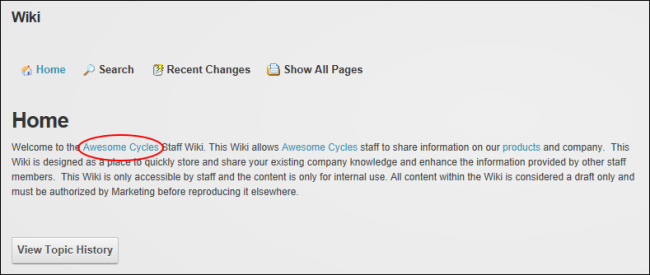 Wiki
Home Search Recent Changes Show All Pages
Home
Welcome to the Awesome Cycles Staff Wiki. This Wiki allows Awesome Cycles staff to share information on our products and company. This
Wiki is designed as a place to quickly store and share your existing company knowledge and enhance the information provided by other staff
members. This Wiki is only accessible by staff and the content is only for internal use. All content within the Wiki is considered a draft only and
must be authorized by Marketing before reproducing it elsewhere.
View Topic History